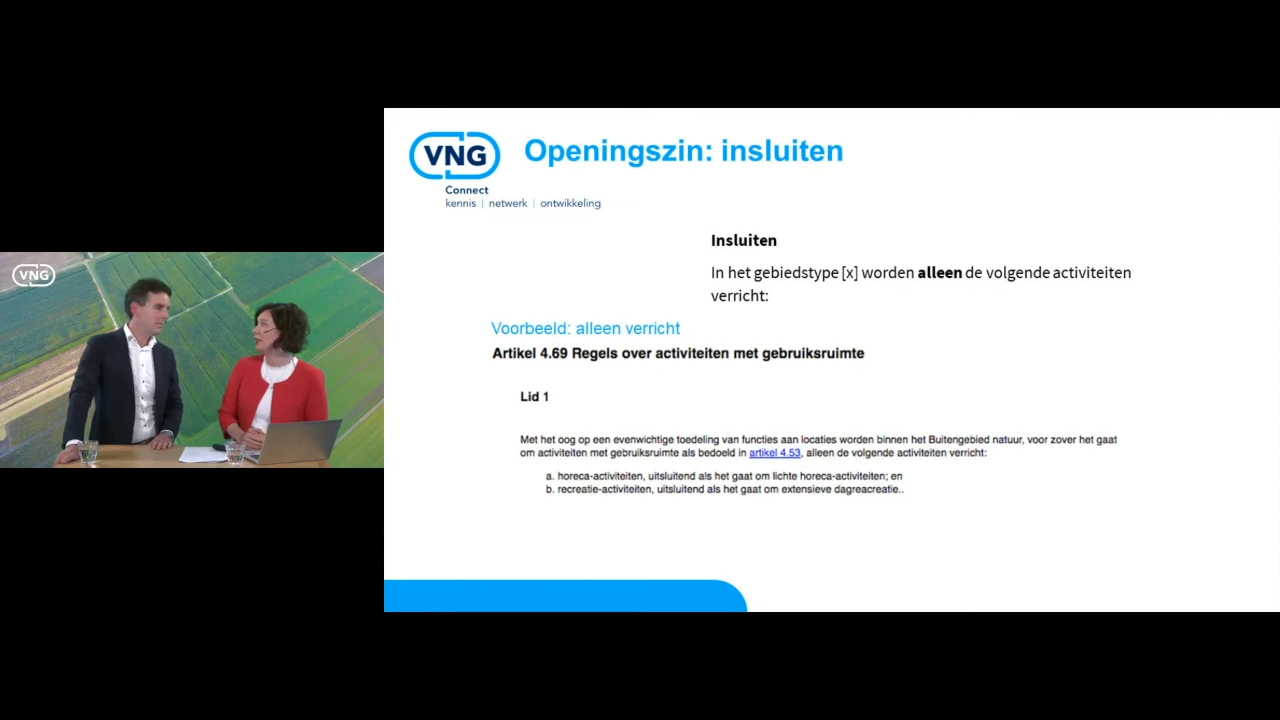 VNG
Connect
kennis | netwerk | ontwikkeling
Openingszin: insluiten
Insluiten
In het gebiedstype [x] worden alleen de volgende activiteiten
verricht:
Voorbeeld: alleen verricht
Artikel 4.69 Regels over activiteiten met gebruiksruimte
Lid 1
Met het oog op een evenwichtige toedeling van functies aan locaties worden binnen het Buitengebied natuur, voor zover het gaat
om activiteiten met gebruiksruimte als bedoeld in artikel 4.53, alleen de volgende activiteiten verricht:
a. horeca-activiteiten, uitsluitend als het gaat om lichte horeca-activiteiten; en
b. recreatie-activiteiten, uitsluitend als het gaat om extensieve dagrecreatie..
VNG